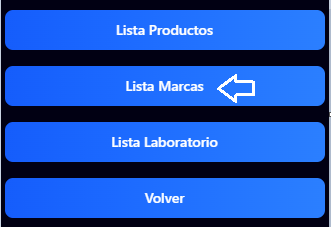 Lista Productos
Lista Marcas
Lista Laboratorio
Volver